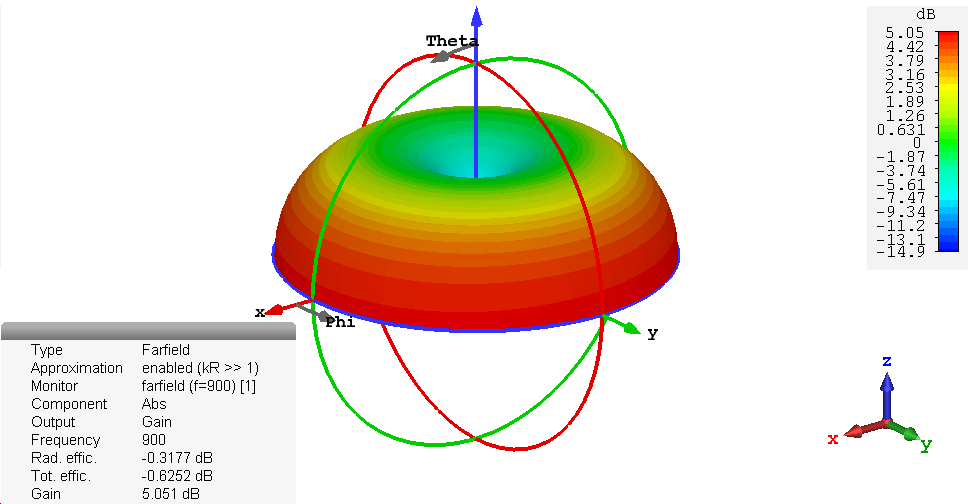 dB
5.05
4.42
3.79
3.16
2.53
1.89
1.26
0.631
0
-1.87
-3.74
-5.61
-7.47
-9.34
-11.2
-13.1
-14.9
Theta
x
Phi
y
Type Farfield
Approximation enabled (kR >> 1)
Monitor farfield (f=900) [1]
Component Abs
Output Gain
Frequency 900
Rad. effic. -0.3177 dB
Tot. effic. -0.6252 dB
Gain 5.051 dB
z
x
y